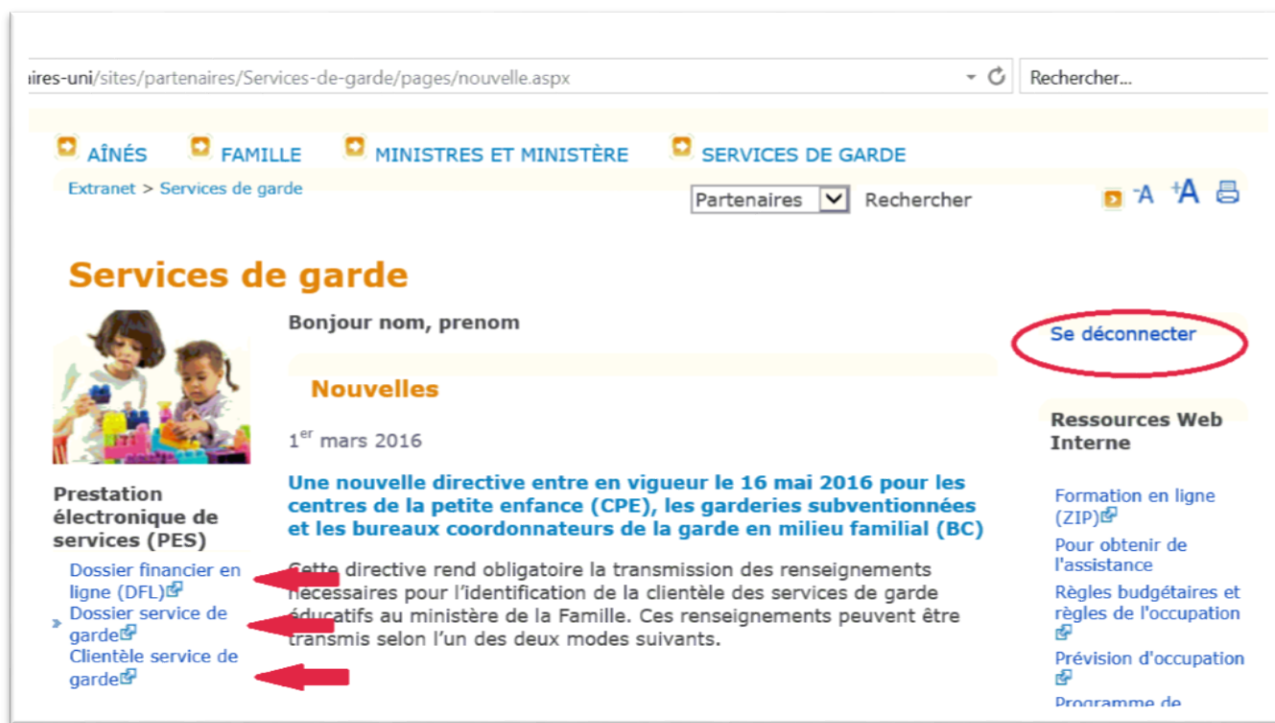 ires-uni/sites/partenaires/Services-de-garde/pages/nouvelle.aspx
Rechercher...
AÎNÉS FAMILLE MINISTRES ET MINISTÈRE SERVICES DE GARDE
Extranet > Services de garde
Partenaires Rechercher
-A +A
Services de garde
Bonjour nom, prenom
Se déconnecter
Nouvelles
1er mars 2016
Une nouvelle directive entre en vigueur le 16 mai 2016 pour les
centres de la petite enfance (CPE), les garderies subventionnées
et les bureaux coordonnateurs de la garde en milieu familial (BC)
Cette directive rend obligatoire la transmission des renseignements
nécessaires pour l'identification de la clientèle des services de garde
éducatifs au ministère de la Famille. Ces renseignements peuvent être
transmis selon l'un des deux modes suivants.
Prestation
électronique de
services (PES)
Dossier financier en
ligne (DFL)
Dossier service de
garde
Clientèle service de
garde
Ressources Web
Interne
Formation en ligne
(ZIP)
Pour obtenir de
l'assistance
Règles budgétaires et
règles de l'occupation
Prévision d'occupation
Programme de